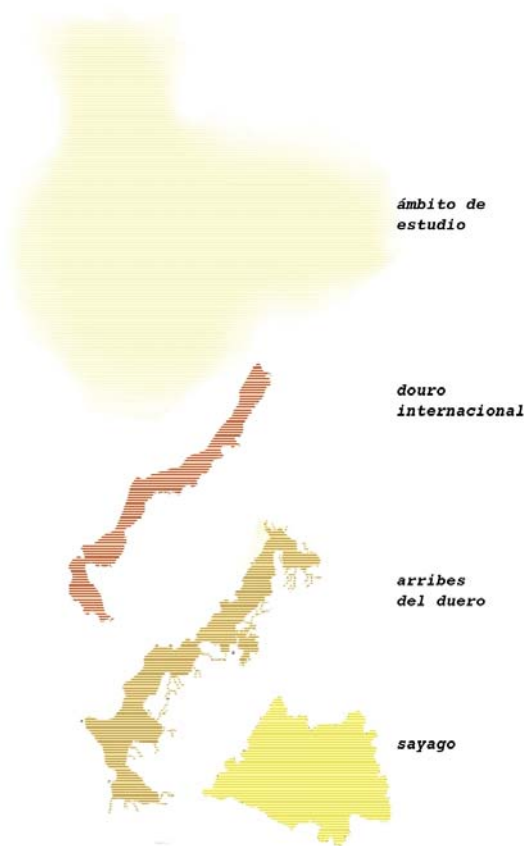 ámbito de
estudio
douro
internacional
arribes
del duero
sayago